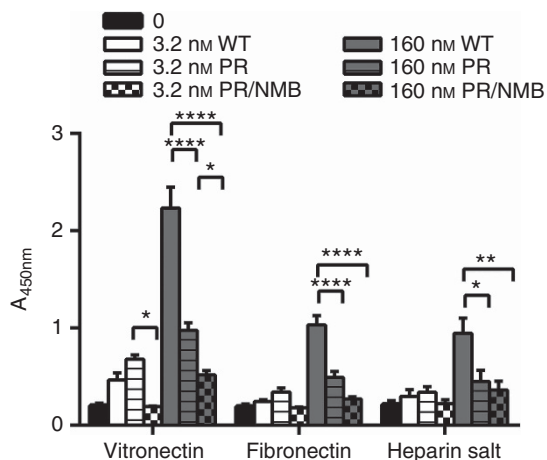 0
3.2 nM WT
3.2 nM PR
3.2 nM PR/NMB
160 nM WT
160 nM PR
160 nM PR/NMB
****
****
*
*
****
****
**
*
3
2
1
0
A450nm
Vitronectin
Fibronectin
Heparin salt